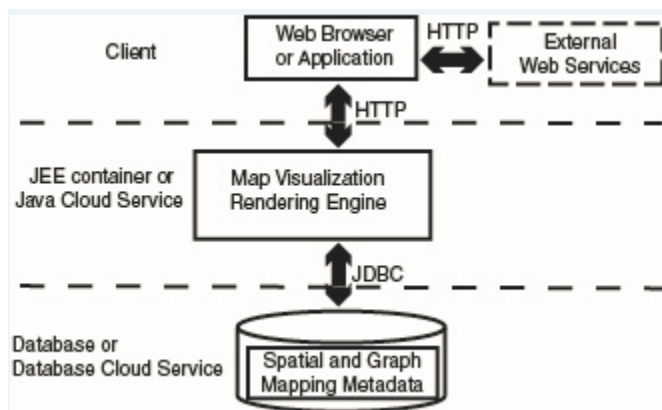 Client
Web Browser
or Application
HTTP
External
Web Services
HTTP
JEE container or
Java Cloud Service
Map Visualization
Rendering Engine
JDBC
Database or
Database Cloud Service
Spatial and Graph
Mapping Metadata